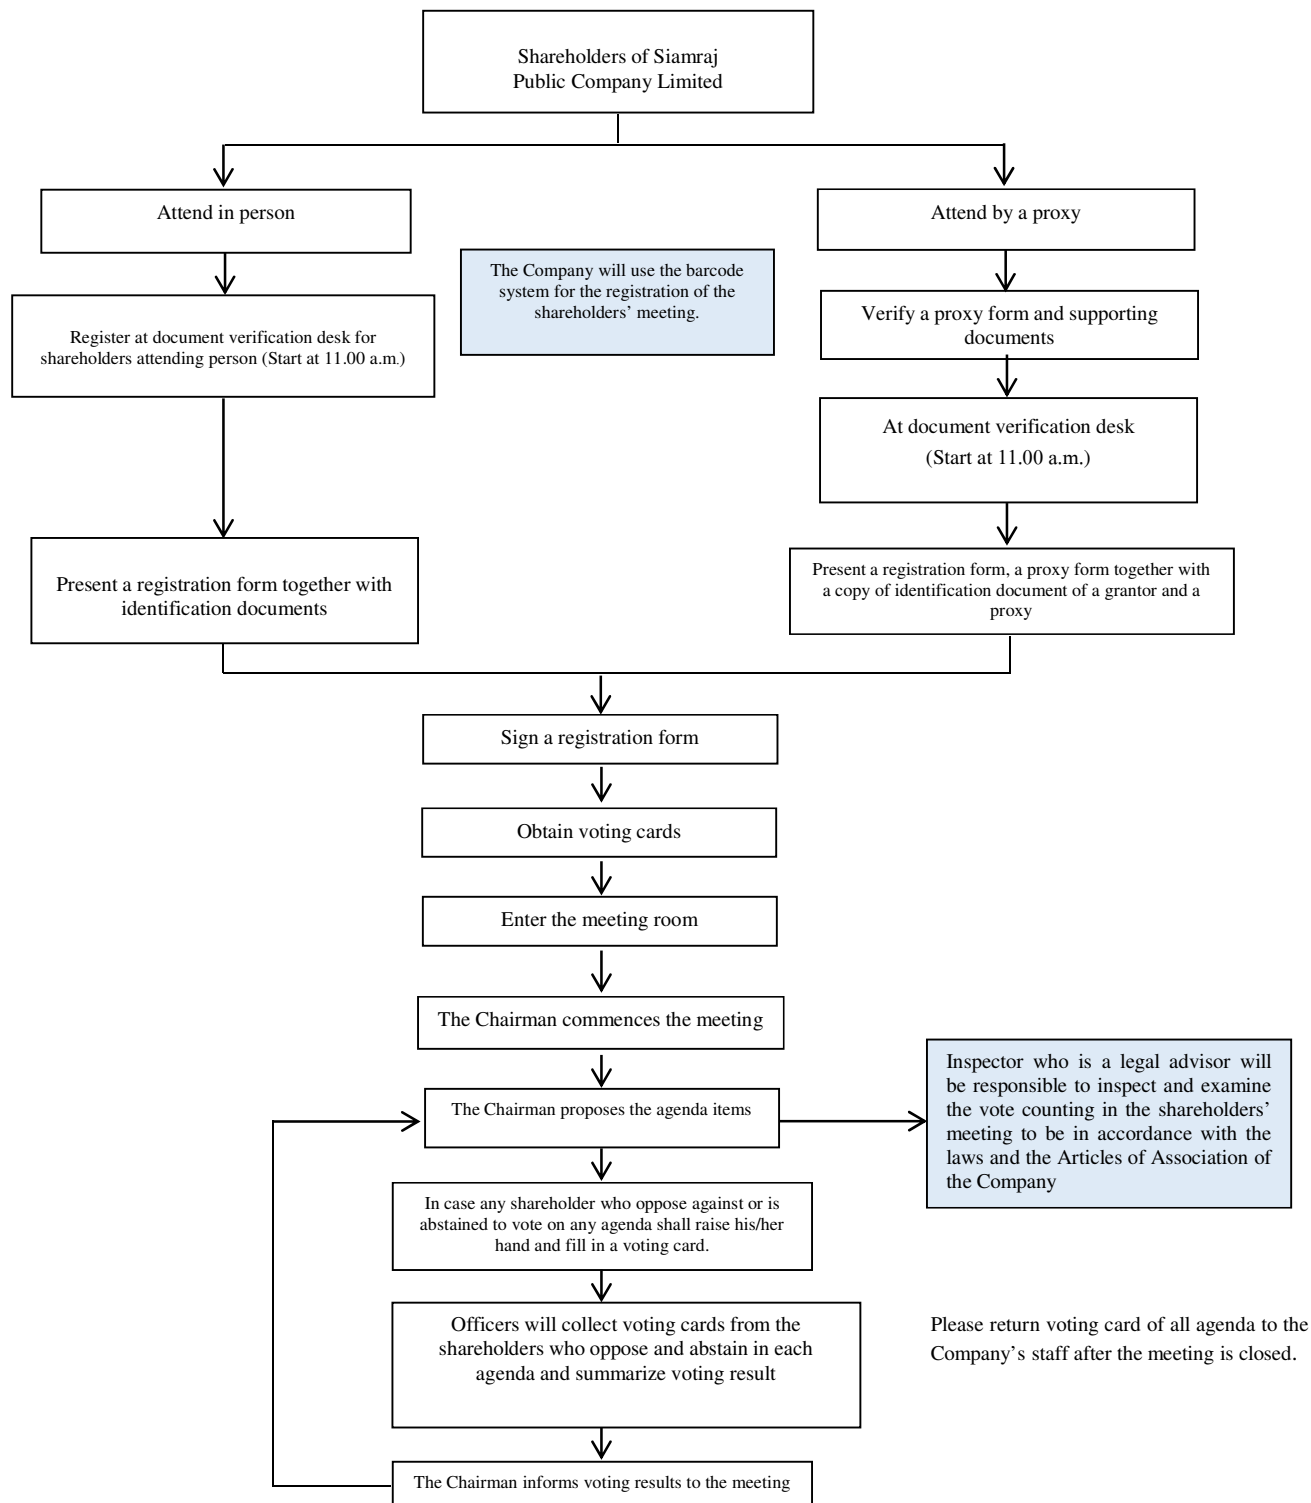 Shareholders of Siamraj
Public Company Limited
Attend in person
Attend by a proxy
The Company will use the barcode
system for the registration of the
shareholders' meeting.
Register at document verification desk for
shareholders attending person (Start at 11.00 a.m.)
Verify a proxy form and supporting
documents
At document verification desk
(Start at 11.00 a.m.)
Present a registration form together with
identification documents
Present a registration form, a proxy form together with
a copy of identification document of a grantor and a
proxy
Sign a registration form
Obtain voting cards
Enter the meeting room
The Chairman commences the meeting
The Chairman proposes the agenda items
Inspector who is a legal advisor will
be responsible to inspect and examine
the vote counting in the shareholders'
meeting to be in accordance with the
laws and the Articles of Association of
the Company
In case any shareholder who oppose against or is
abstained to vote on any agenda shall raise his/her
hand and fill in a voting card.
Officers will collect voting cards from the
shareholders who oppose and abstain in each
agenda and summarize voting result
Please return voting card of all agenda to the
Company's staff after the meeting is closed.
The Chairman informs voting results to the meeting